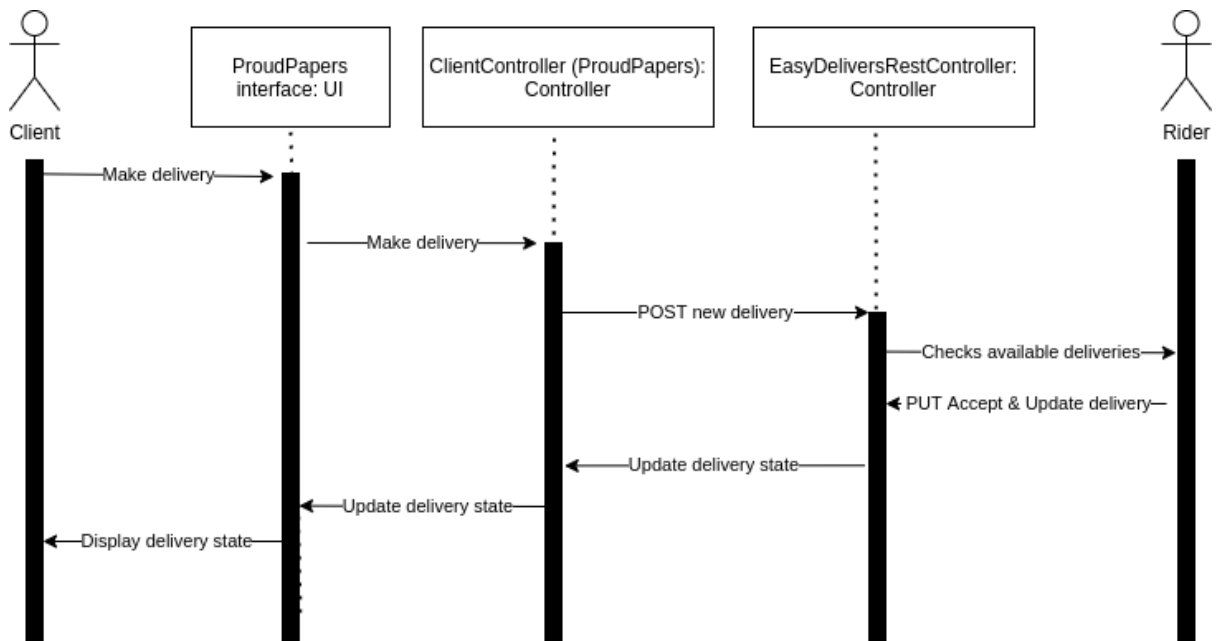 ProudPapers
interface: UI
ClientController (ProudPapers):
Controller
EasyDeliversRestController:
Controller
Client
Rider
Make delivery
Make delivery
POST new delivery
Checks available deliveries
PUT Accept & Update delivery
Update delivery state
Update delivery state
Display delivery state